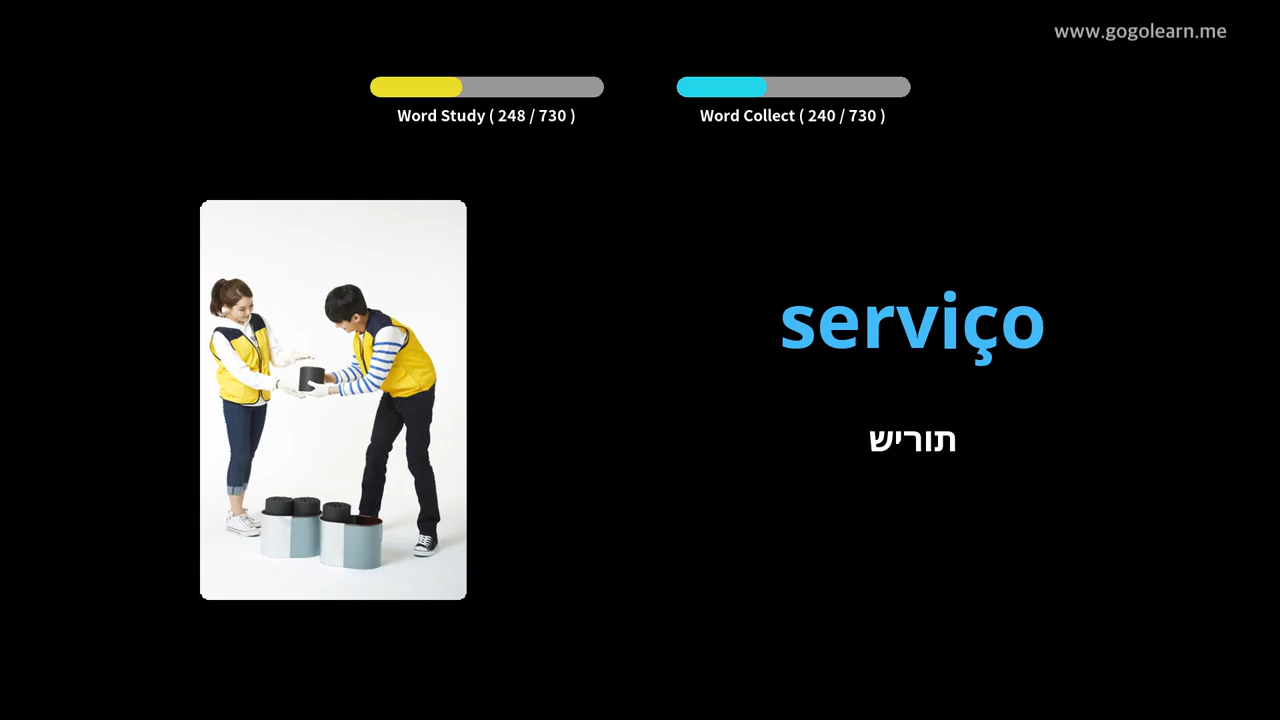 www.gogolearn.me
Word Study ( 248 / 730 )
Word Collect ( 240 / 730 )
serviço
תוריש